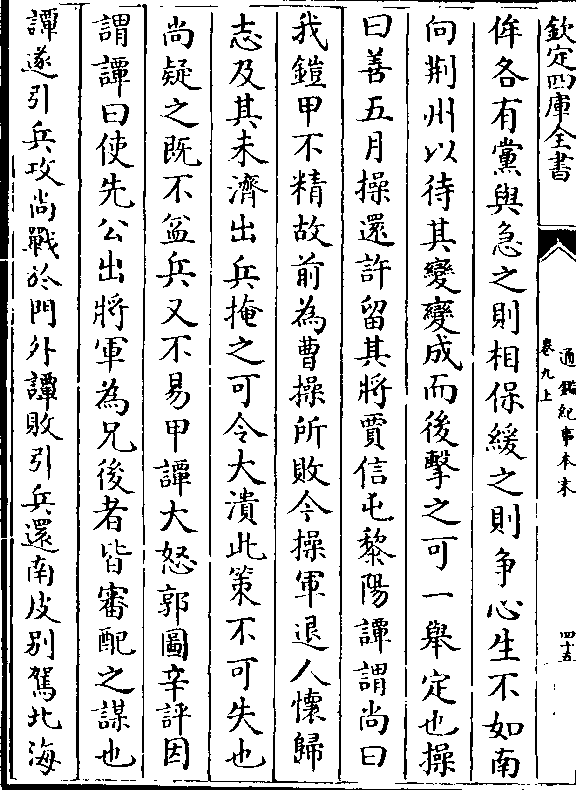 欽定四庫全書
通鑑紀事本末
卷九上
四十五
侔各有黨與急之則相保緩之則争心生不如南
向荆州以待其變變成而後擊之可一舉定也操
曰善五月操還許留其將賈信屯黎陽譚謂尚曰
我鎧甲不精故前為曹操所敗今操軍退人懷歸
志及其未濟出兵掩之可令大潰此策不可失也
尚疑之既不益兵又不易甲譚大怒郭圖辛評因
謂譚曰使先公出將軍為兄後者皆審配之謀也
譚遂引兵攻尚戰於門外譚敗引兵還南皮别駕北海